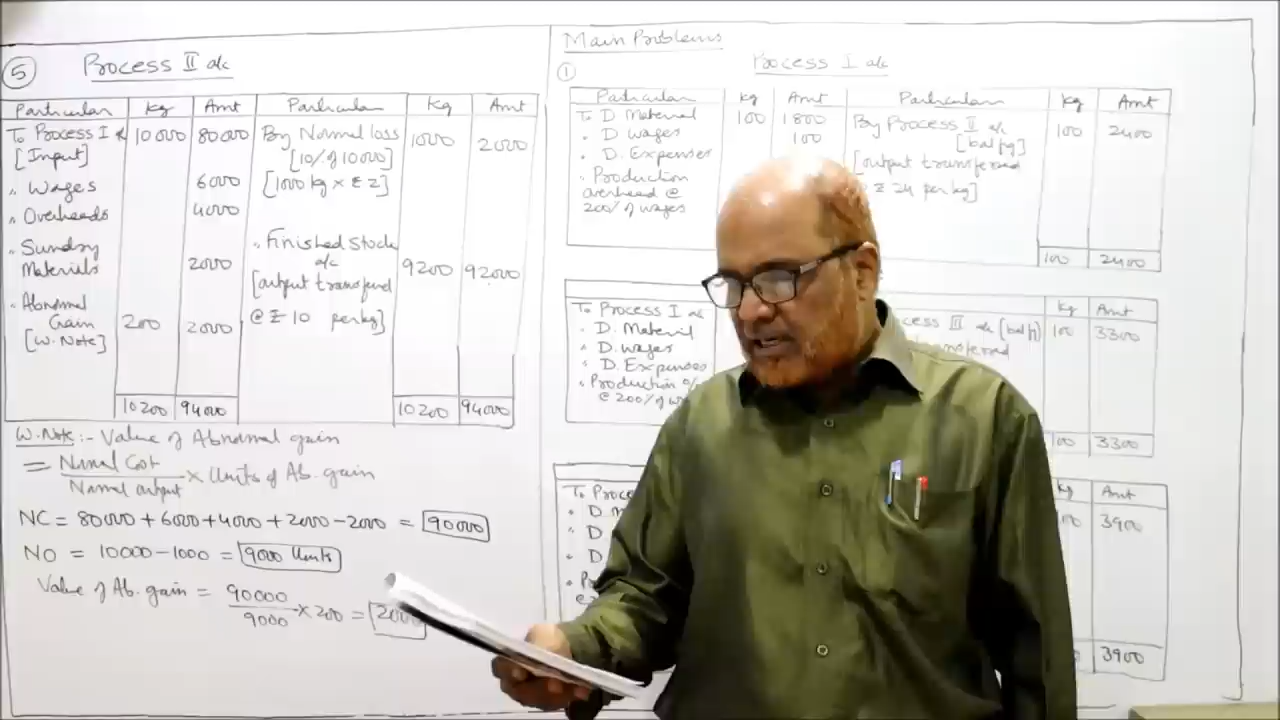 5 Process II a/c
Particular Kg Amt Particular Kg Amt
To Process I a/c 10000 80000 By Normal loss 1000 2000
[Input] [10% of 10000]
" Wages 6000 [1000 kg × ₹ 2]
" Overheads 4000
" Sundry Materials 2000 " Finished Stock a/c 9200 92000
[output transferred
" Abnormal Gain 200 2000 @ ₹ 10 per kg]
[W.Note]
10200 94000 10200 94000
W.Note:- Value of Abnormal gain
= Normal Cost / Normal output × Units of Ab. gain
NC = 80000 + 6000 + 4000 + 2000 - 2000 = 90000
NO = 10000 - 1000 = 9000 Units
Value of Ab. gain = 90000 / 9000 × 200 = 2000
Main Problems
1 Process I a/c
Particular Kg Amt Particular Kg Amt
To D. Material 100 1800 By Process II a/c 100 2400
" D. wages 100 [bal fig]
" D. Expenses [output transferred
" Production ₹ 24 per kg]
overhead @
200% of wages
100 2400
Kg Amt
To Process I a/c Process III a/c [bal f] 100 3300
" D. Material transferred
" D. wages
" D. Expenses
" Production o/
@ 200% of w
100 3300
Kg Amt
To Proce 3900
" D. M
" D.
" D.
3900